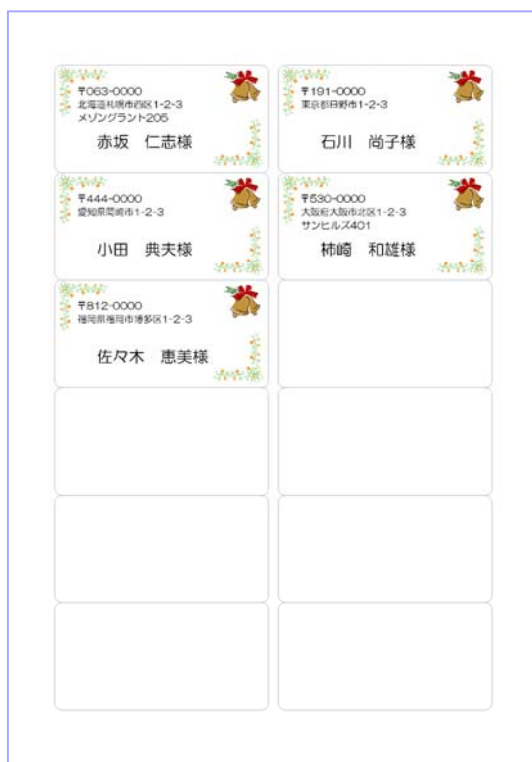 〒063-0000
北海道札幌市西区1-2-3
メゾングラント205
赤坂　仁志様
〒191-0000
東京都日野市1-2-3
石川　尚子様
〒444-0000
愛知県岡崎市1-2-3
小田　典夫様
〒530-0000
大阪府大阪市北区1-2-3
サンヒルズ401
柿崎　和雄様
〒812-0000
福岡県福岡市博多区1-2-3
佐々木　恵美様